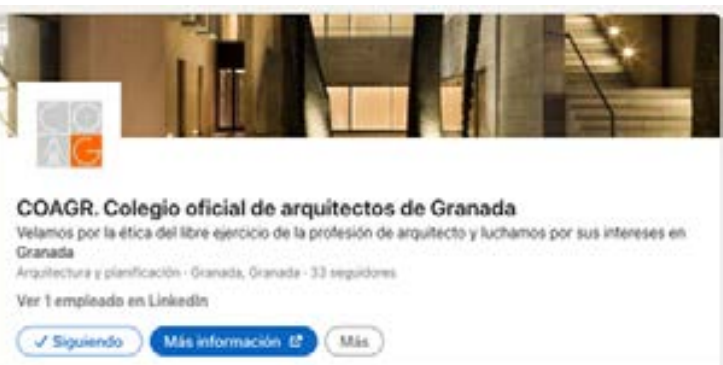 CO
AG
COAGR. Colegio oficial de arquitectos de Granada
Velamos por la ética del libre ejercicio de la profesión de arquitecto y luchamos por sus intereses en
Granada
Arquitectura y planificación · Granada, Granada · 33 seguidores
Ver 1 empleado en LinkedIn
✓ Siguiendo
Más información
Más